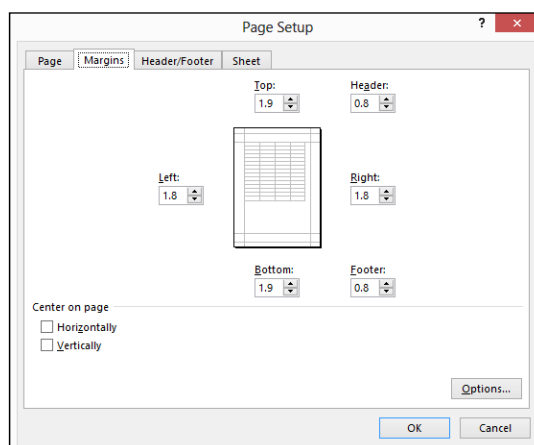 Page Setup ? ×
Page Margins Header/Footer Sheet
Top: Header:
1.9 0.8
Left: Right:
1.8 1.8
Bottom: Footer:
1.9 0.8
Center on page
Horizontally
Vertically
Options...
OK Cancel